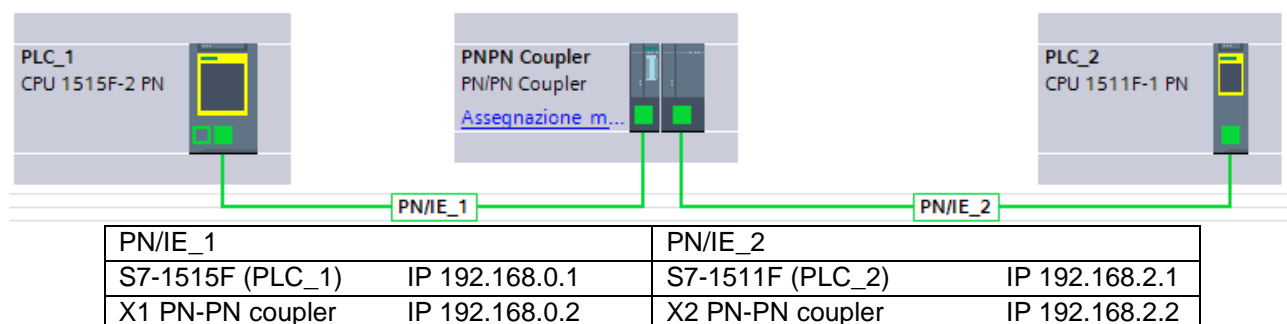 PLC_1
CPU 1515F-2 PN
PNPN Coupler
PN/PN Coupler
Assegnazione m...
PLC_2
CPU 1511F-1 PN
PN/IE_1
PN/IE_2
PN/IE_1 PN/IE_2
S7-1515F (PLC_1) IP 192.168.0.1 S7-1511F (PLC_2) IP 192.168.2.1
X1 PN-PN coupler IP 192.168.0.2 X2 PN-PN coupler IP 192.168.2.2